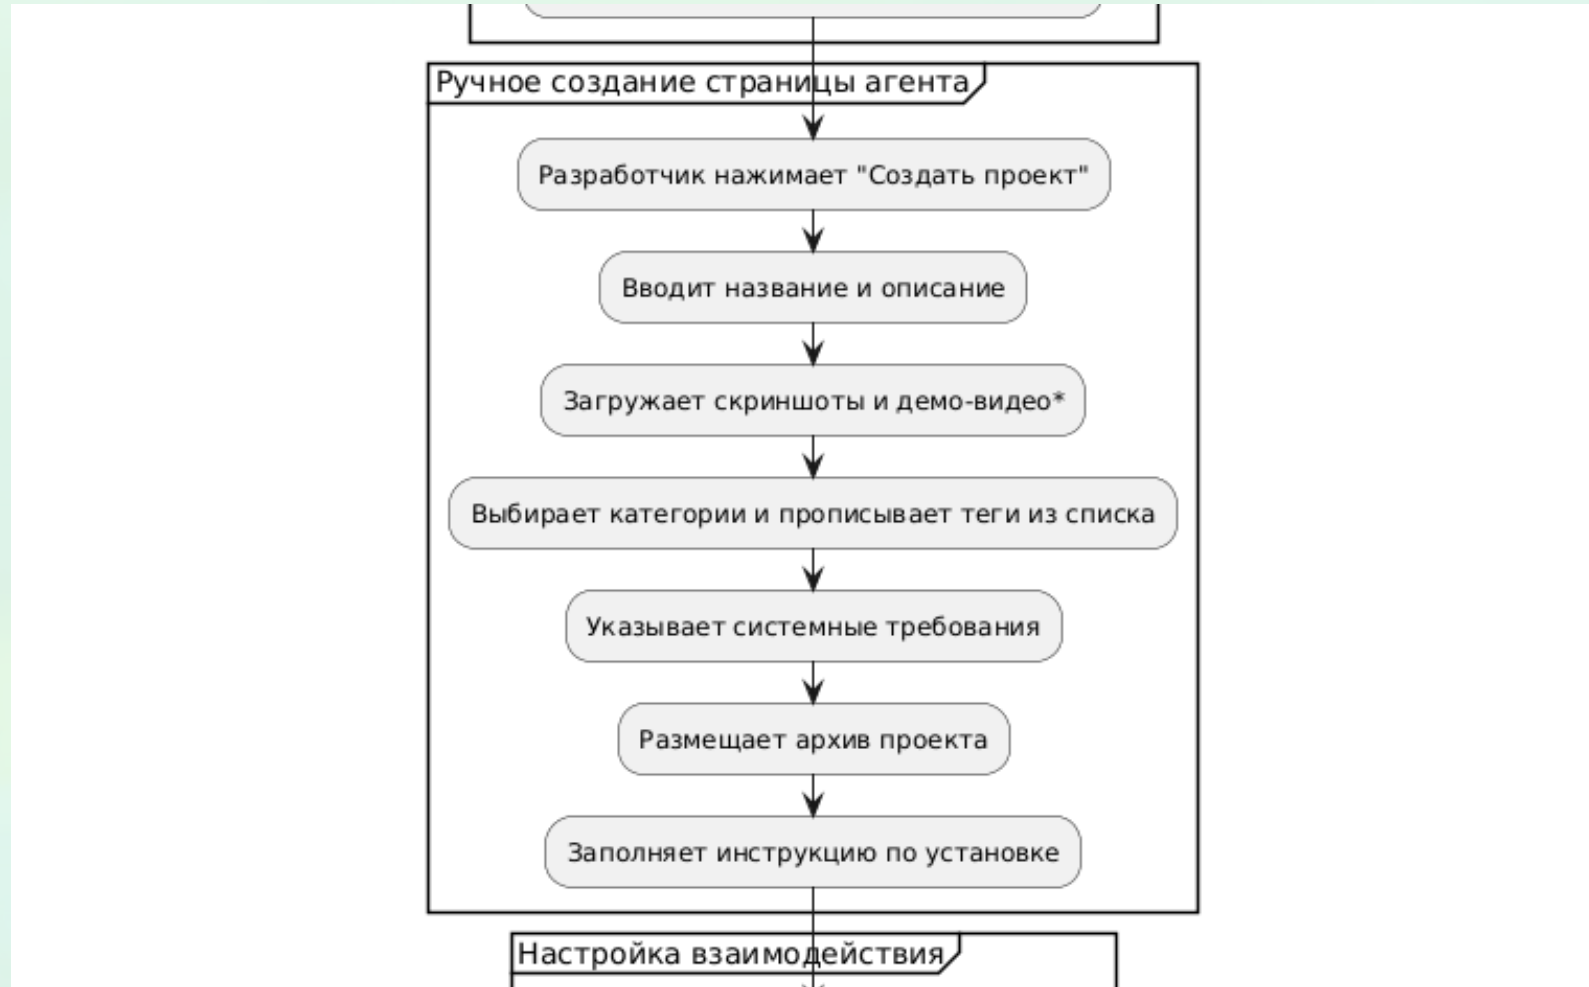 Ручное создание страницы агента
Разработчик нажимает "Создать проект"
Вводит название и описание
Загружает скриншоты и демо-видео*
Выбирает категории и прописывает теги из списка
Указывает системные требования
Размещает архив проекта
Заполняет инструкцию по установке
Настройка взаимодействия